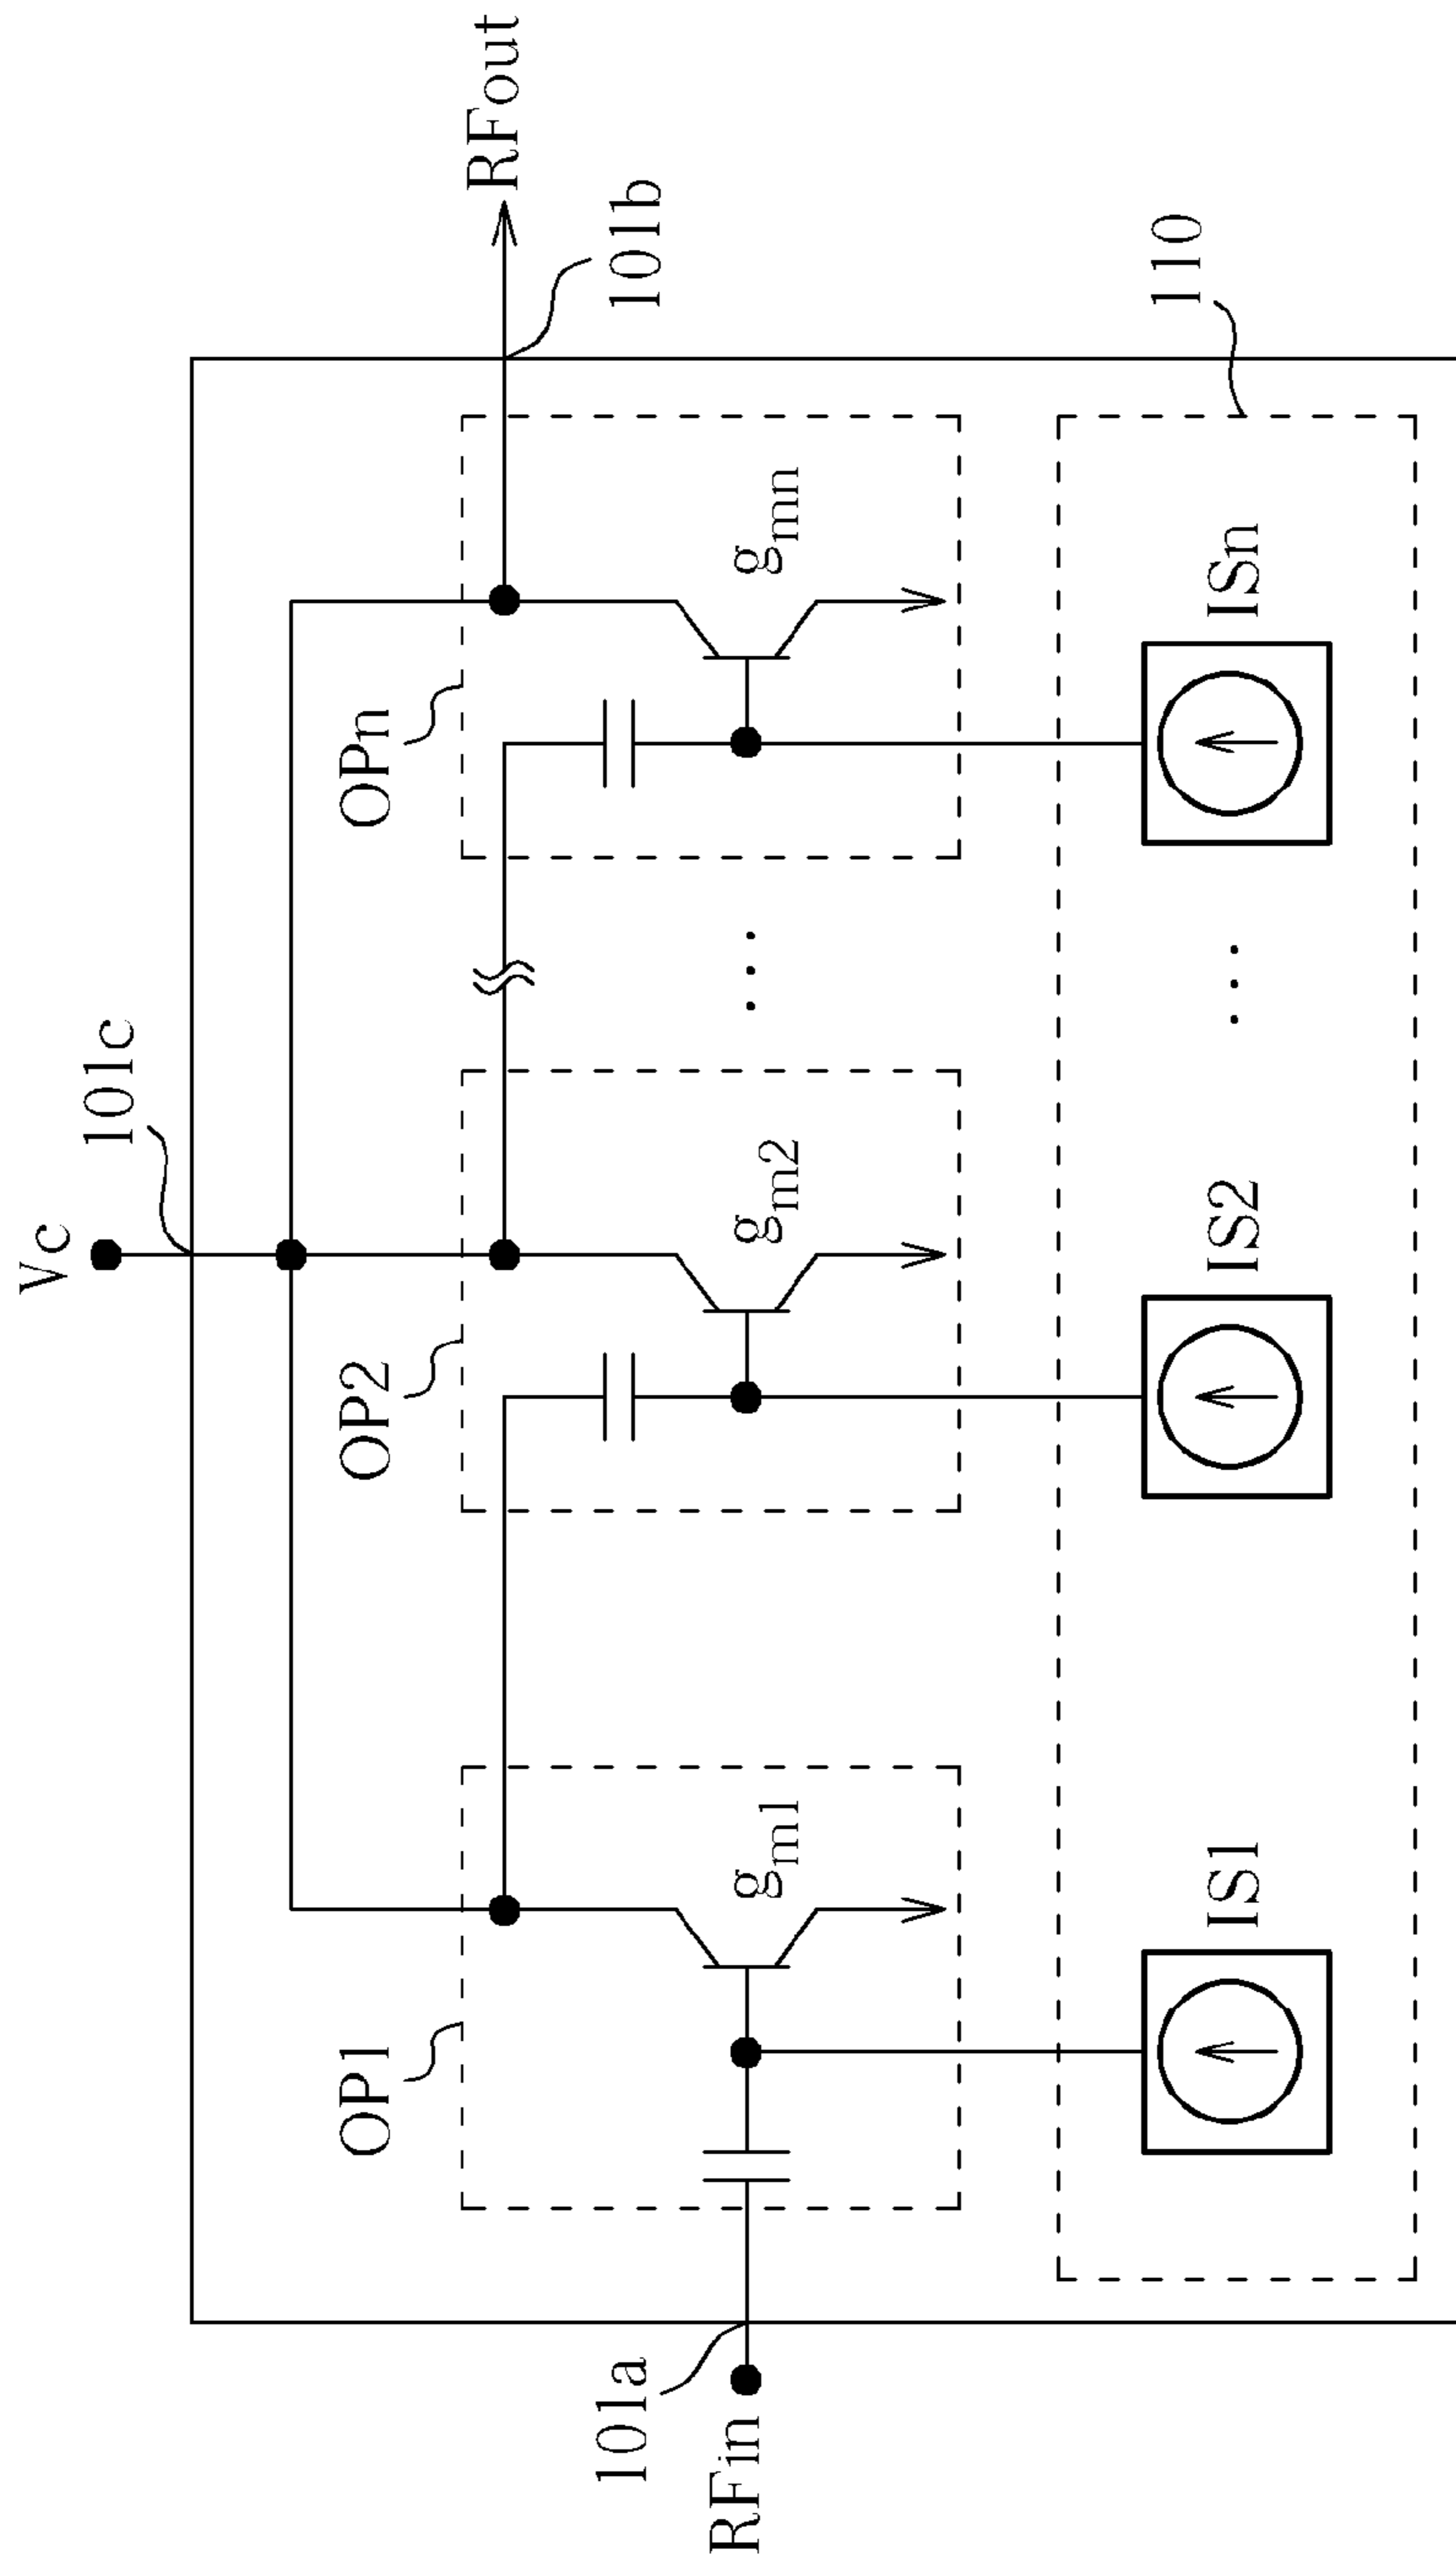 Vc
101c
OP1
OP2
OPn
RFout
101a
101b
RFin
gm1
gm2
...
gmn
110
IS1
IS2
...
ISn